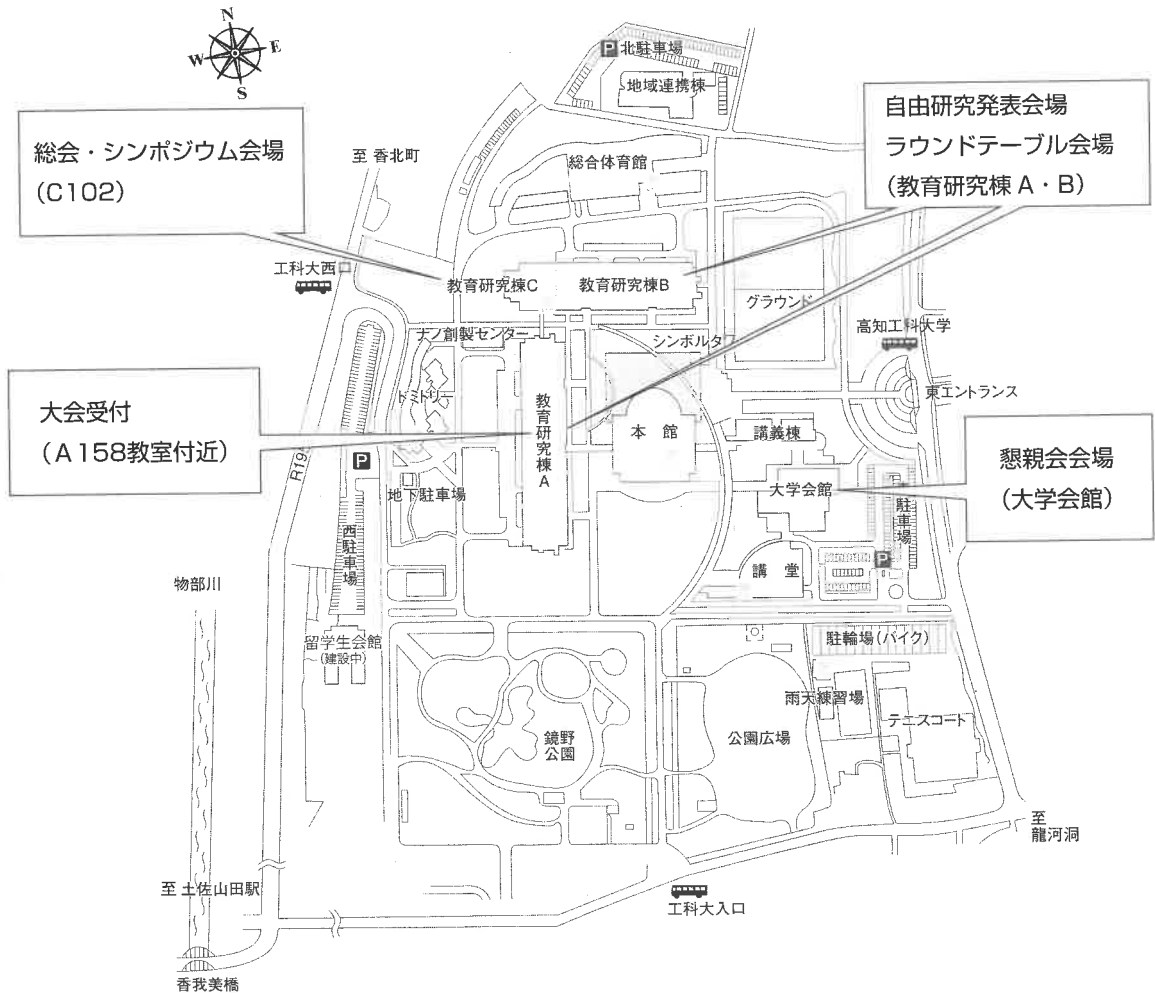 N
W
E
S
P北駐車場
地域連携棟
総会・シンポジウム会場
(C102)
自由研究発表会場
ラウンドテーブル会場
(教育研究棟 A・B)
至 香北町
総合体育館
工科大西
教育研究棟C
教育研究棟B
グラウンド
高知工科大学
ナノ創製センター
シンボルタ
大会受付
(A158教室付近)
ドミトリー
教育研究棟A
本 館
講義棟
東エントランス
懇親会会場
(大学会館)
R195
P
地下駐車場
大学会館
駐車場
西駐車場
講 堂
P
物部川
留学生会館
(建設中)
駐輪場(バイク)
雨天練習場
テニスコート
鏡野
公園
公園広場
至
龍河洞
至 土佐山田駅
工科大入口
香我美橋